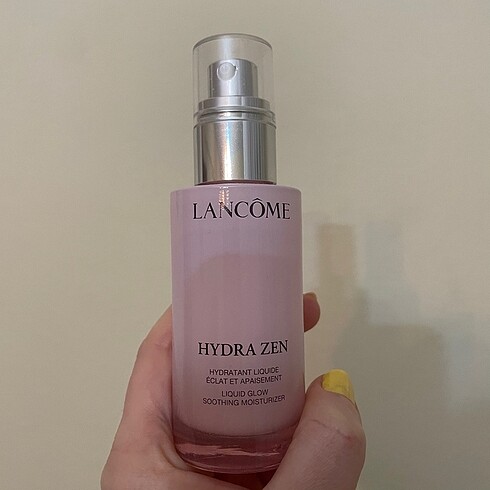 LANCÔME
HYDRA ZEN
HYDRATANT LIQUIDE
ÉCLAT ET APAISEMENT
LIQUID GLOW
SOOTHING MOISTURIZER